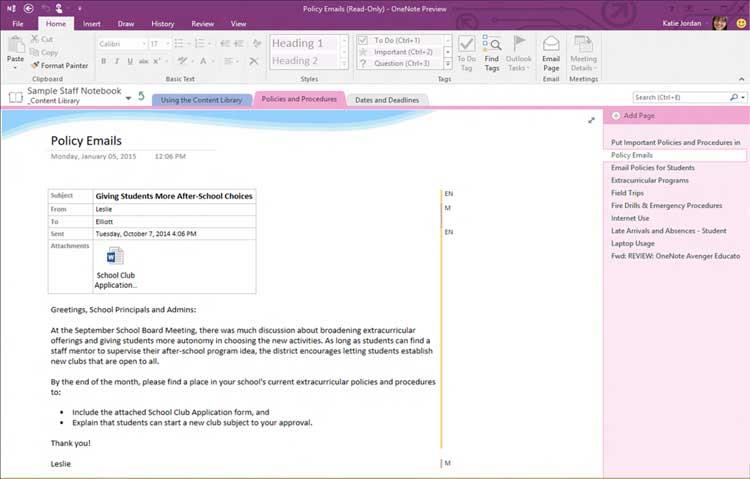 Policy Emails (Read-Only) - OneNote Preview
Katie Jordan
File Home Insert Draw History Review View
Paste
Cut
Copy
Format Painter
Clipboard
Calibri 17
Basic Text
Heading 1
Heading 2
Styles
To Do (Ctrl+1)
Important (Ctrl+2)
Question (Ctrl+3)
To Do Tag
Find Tags
Tags
Outlook Tasks
Email Page
Email
Meeting Details
Meetings
Sample Staff Notebook
_Content Library
Using the Content Library Policies and Procedures Dates and Deadlines
Search (Ctrl+E)
Policy Emails
Monday, January 05, 2015 12:06 PM
Subject Giving Students More After-School Choices
From Leslie
To Elliott
Sent Tuesday, October 7, 2014 4:06 PM
Attachments
School Club
Application...
EN
M
EN
Greetings, School Principals and Admins:
At the September School Board Meeting, there was much discussion about broadening extracurricular
offerings and giving students more autonomy in choosing the new activities. As long as students can find a
staff mentor to supervise their after-school program idea, the district encourages letting students establish
new clubs that are open to all.
By the end of the month, please find a place in your school's current extracurricular policies and procedures
to:
• Include the attached School Club Application form, and
• Explain that students can start a new club subject to your approval.
Thank you!
Leslie
M
Add Page
Put Important Policies and Procedures in
Policy Emails
Email Policies for Students
Extracurricular Programs
Field Trips
Fire Drills & Emergency Procedures
Internet Use
Late Arrivals and Absences - Student
Laptop Usage
Fwd: REVIEW: OneNote Avenger Educato